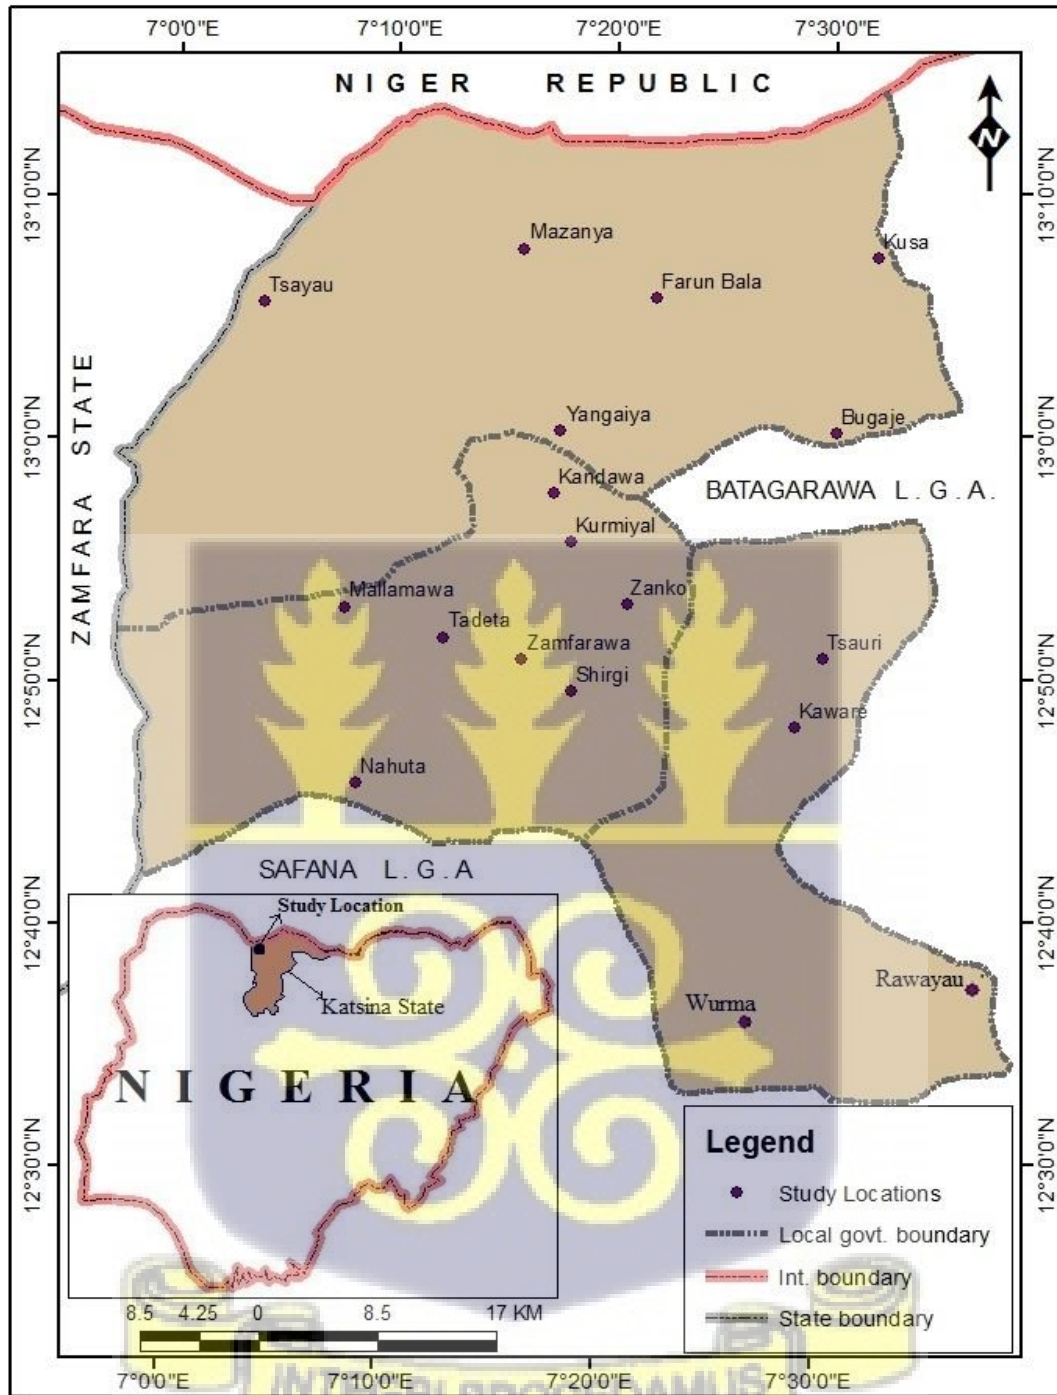 7°0'0"E 7°10'0"E 7°20'0"E 7°30'0"E
NIGER REPUBLIC
N
13°10'0"N 13°10'0"N
Mazanya
Kusa
Tsayau
Farun Bala
ZAMFARA STATE
Yangaiya
Bugaje
13°0'0"N 13°0'0"N
Kandawa
BATAGARAWA L.G.A.
Kurmiyal
Mallamawa
Zanko
Tadeta
Zamfarawa
Tsauri
Shirgi
12°50'0"N 12°50'0"N
Kaware
Nahuta
SAFANA L.G.A
Study Location
12°40'0"N 12°40'0"N
Katsina State
Rawayau
Wurma
NIGERIA
12°30'0"N 12°30'0"N
Legend
Study Locations
Local govt. boundary
Int. boundary
State boundary
8.5 4.25 0 8.5 17 KM
7°0'0"E 7°10'0"E 7°20'0"E 7°30'0"E